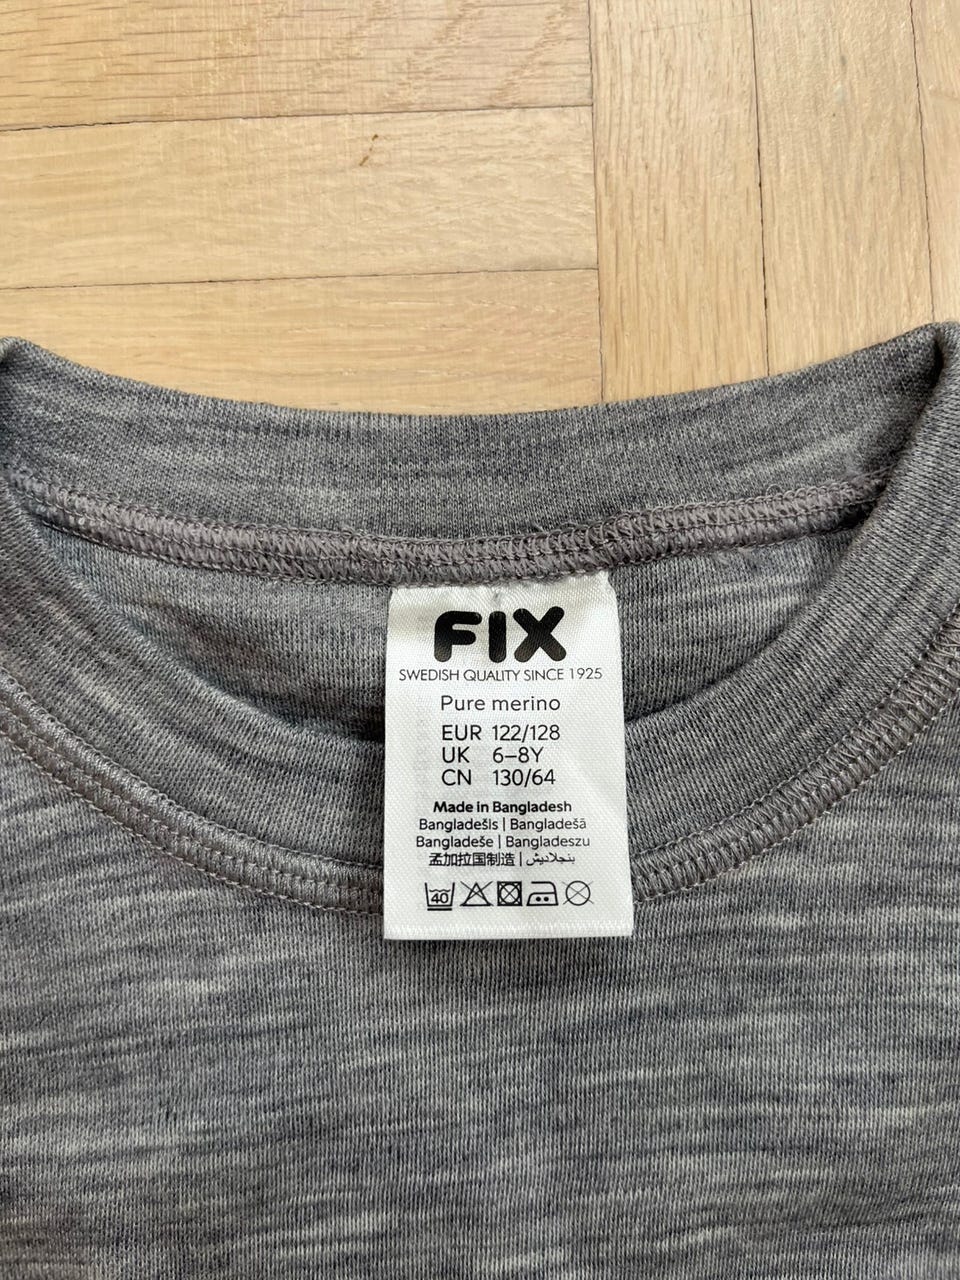 FIX
SWEDISH QUALITY SINCE 1925
Pure merino
EUR 122/128
UK 6–8Y
CN 130/64
Made in Bangladesh
Bangladešis | Bangladešā
Bangladeše | Bangladeszu
孟加拉国制造 | بنجلاديش
40